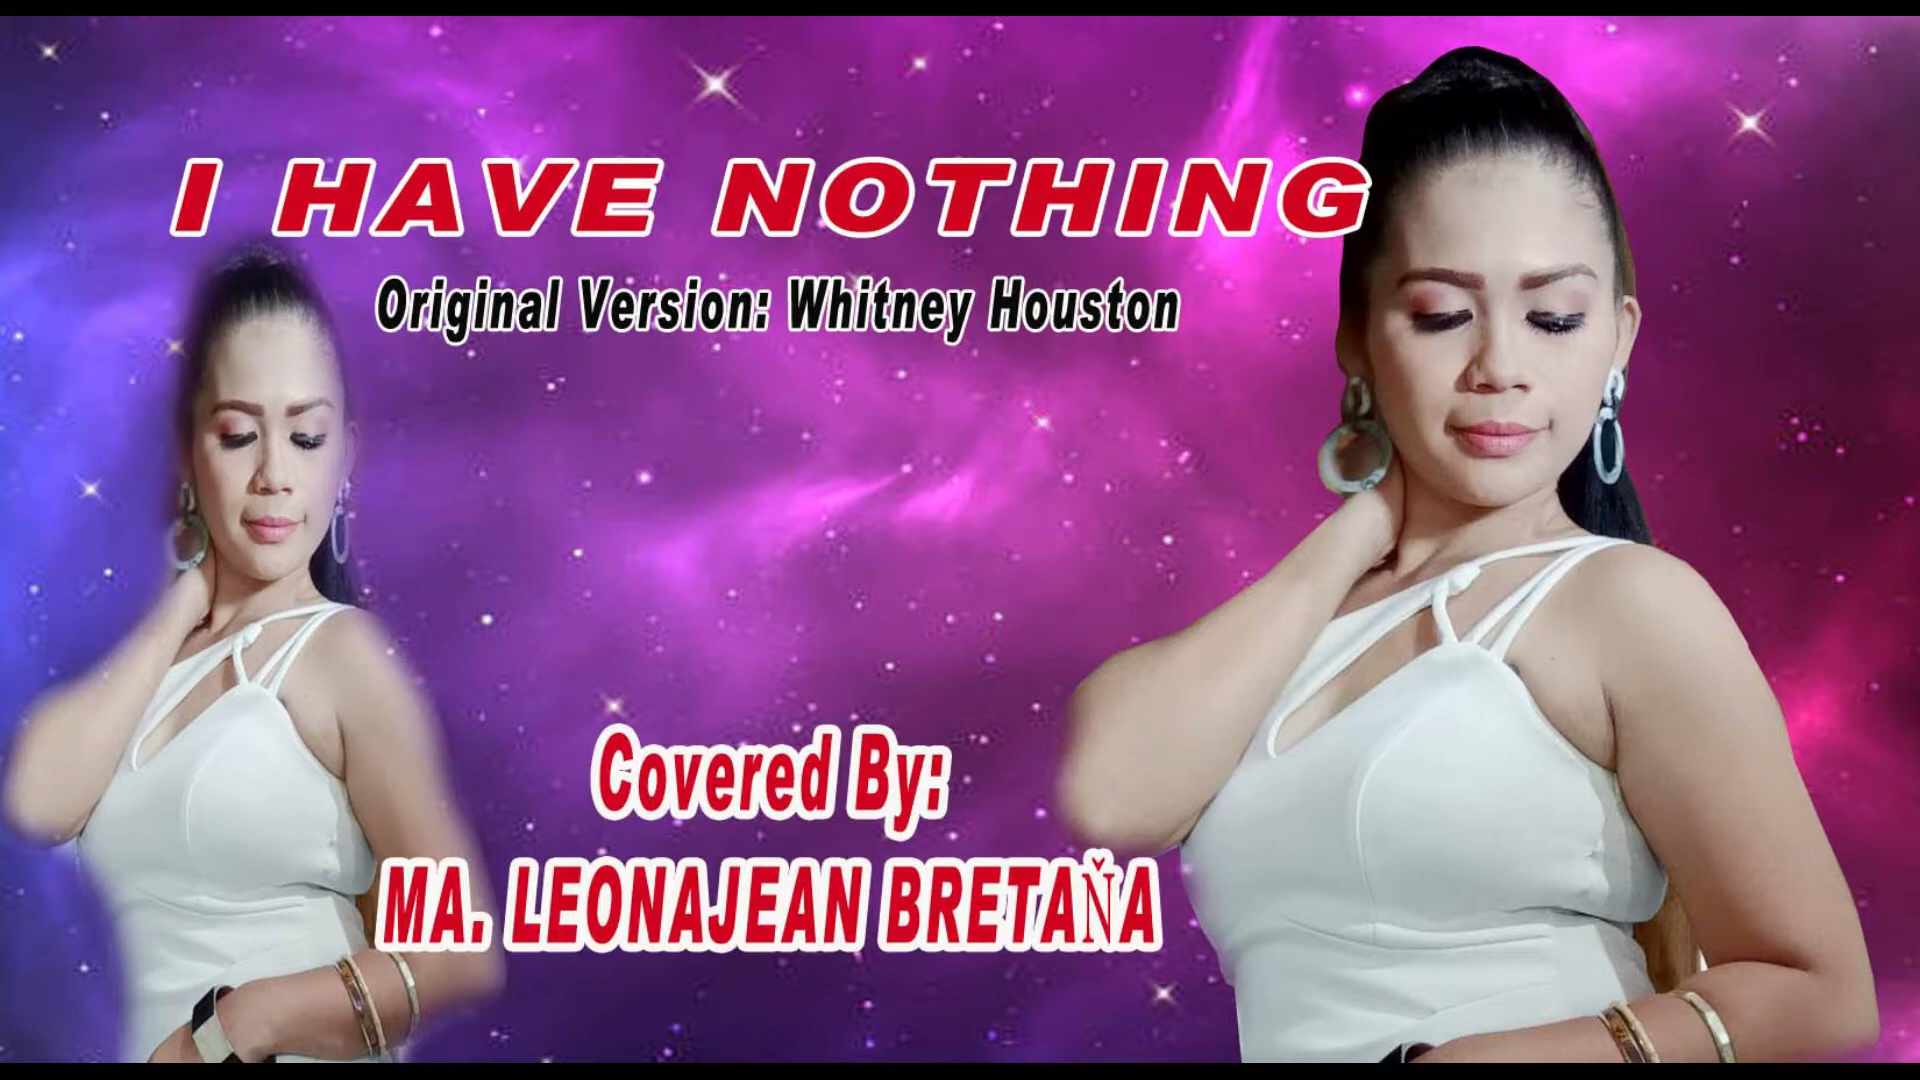 I HAVE NOTHING
Original Version: Whitney Houston
Covered By:
MA. LEONAJEAN BRETAŇA